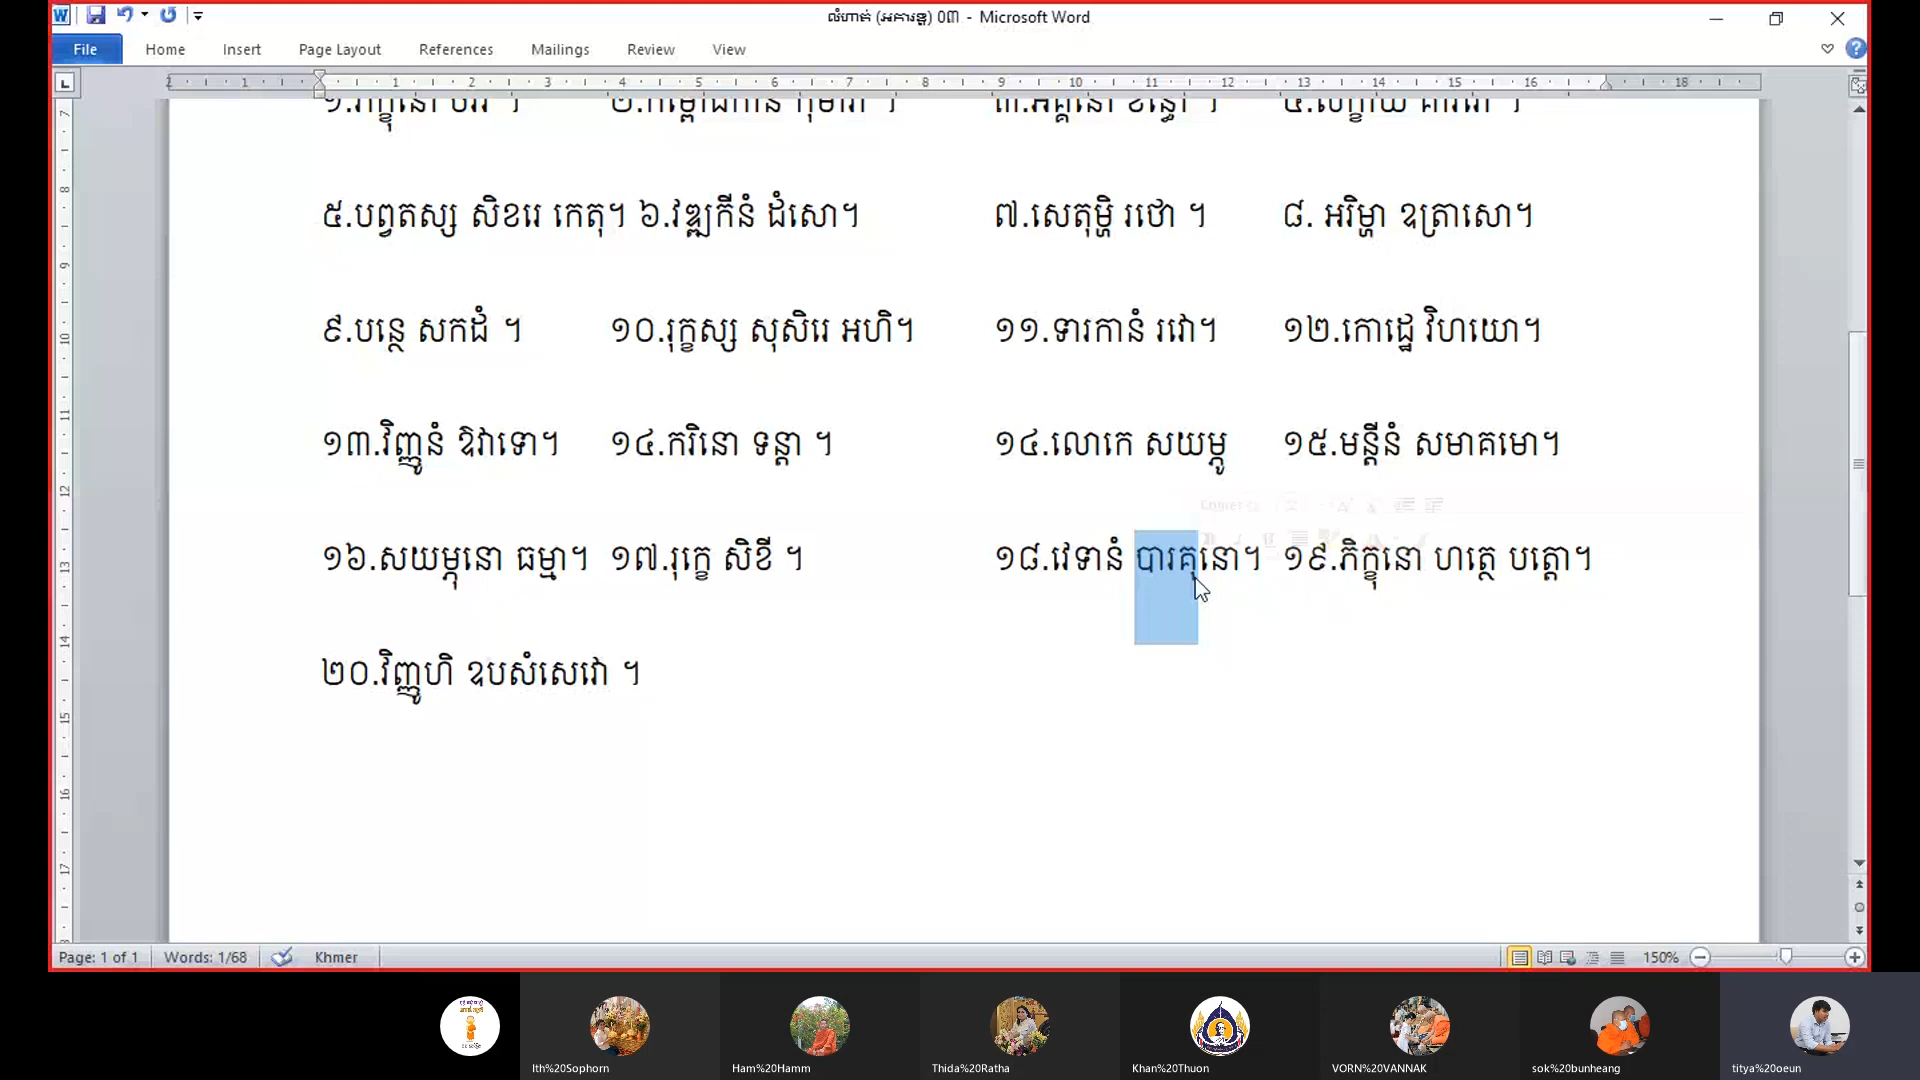 លំហាត់ (អការន្ត) 0៣ - Microsoft Word
File Home Insert Page Layout References Mailings Review View
៥.បព្វតស្ស សិខរេ កេតុ។ ៦.វឌ្ឍកីនំ ដំសោ។ ៧.សេតុម្ហិ រថោ ។ ៨. អរិម្ហា ឧត្រាសោ។
៩.បន្ថេ សកដំ ។ ១០.រុក្ខស្ស សុសិរេ អហិ។ ១១.ទារកានំ រវោ។ ១២.កោដ្ឋេ វិហយោ។
១៣.វិញ្ញូនំ ឱវាទោ។ ១៤.ករិនោ ទន្តា ។ ១៤.លោកេ សយម្ភូ ១៥.មន្តីនំ សមាគមោ។
១៦.សយម្ភុនោ ធម្មា។ ១៧.រុក្ខេ សិខី ។ ១៨.វេទានំ បារគុនោ។ ១៩.ភិក្ខុនោ ហត្ថេ បត្តោ។
២០.វិញ្ញូហិ ឧបសំសេវោ ។
Page: 1 of 1 Words: 1/68 Khmer 150%
Ith%20Sophorn Ham%20Hamm Thida%20Ratha Khan%20Thuon VORN%20VANNAK sok%20bunheang titya%20oeun